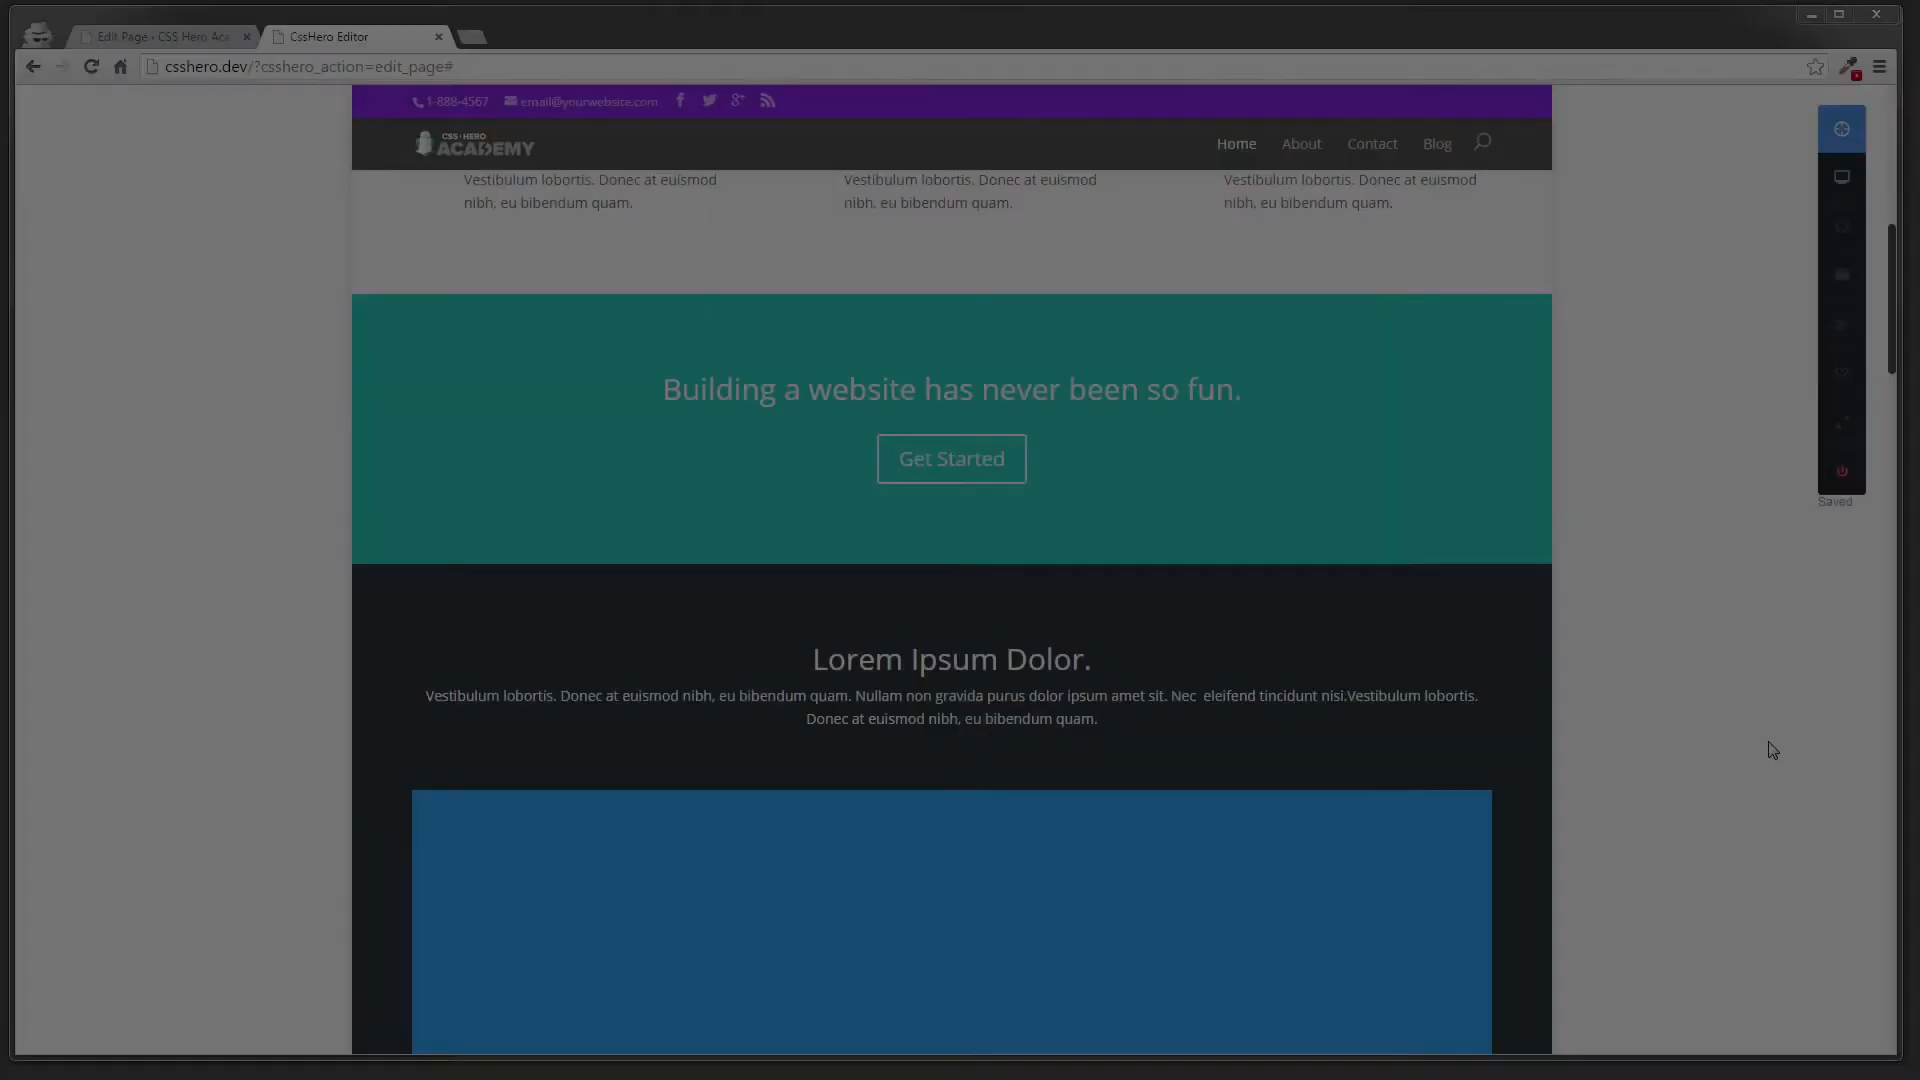 Edit Page - CSS Hero Aca
CssHero Editor
csshero.dev/?csshero_action=edit_page#
1-888-4567
email@yourwebsite.com
CSS HERO
ACADEMY
Home
About
Contact
Blog
Vestibulum lobortis. Donec at euismod
nibh, eu bibendum quam.
Vestibulum lobortis. Donec at euismod
nibh, eu bibendum quam.
Vestibulum lobortis. Donec at euismod
nibh, eu bibendum quam.
Building a website has never been so fun.
Get Started
Saved
Lorem Ipsum Dolor.
Vestibulum lobortis. Donec at euismod nibh, eu bibendum quam. Nullam non gravida purus dolor ipsum amet sit. Nec eleifend tincidunt nisi.Vestibulum lobortis.
Donec at euismod nibh, eu bibendum quam.